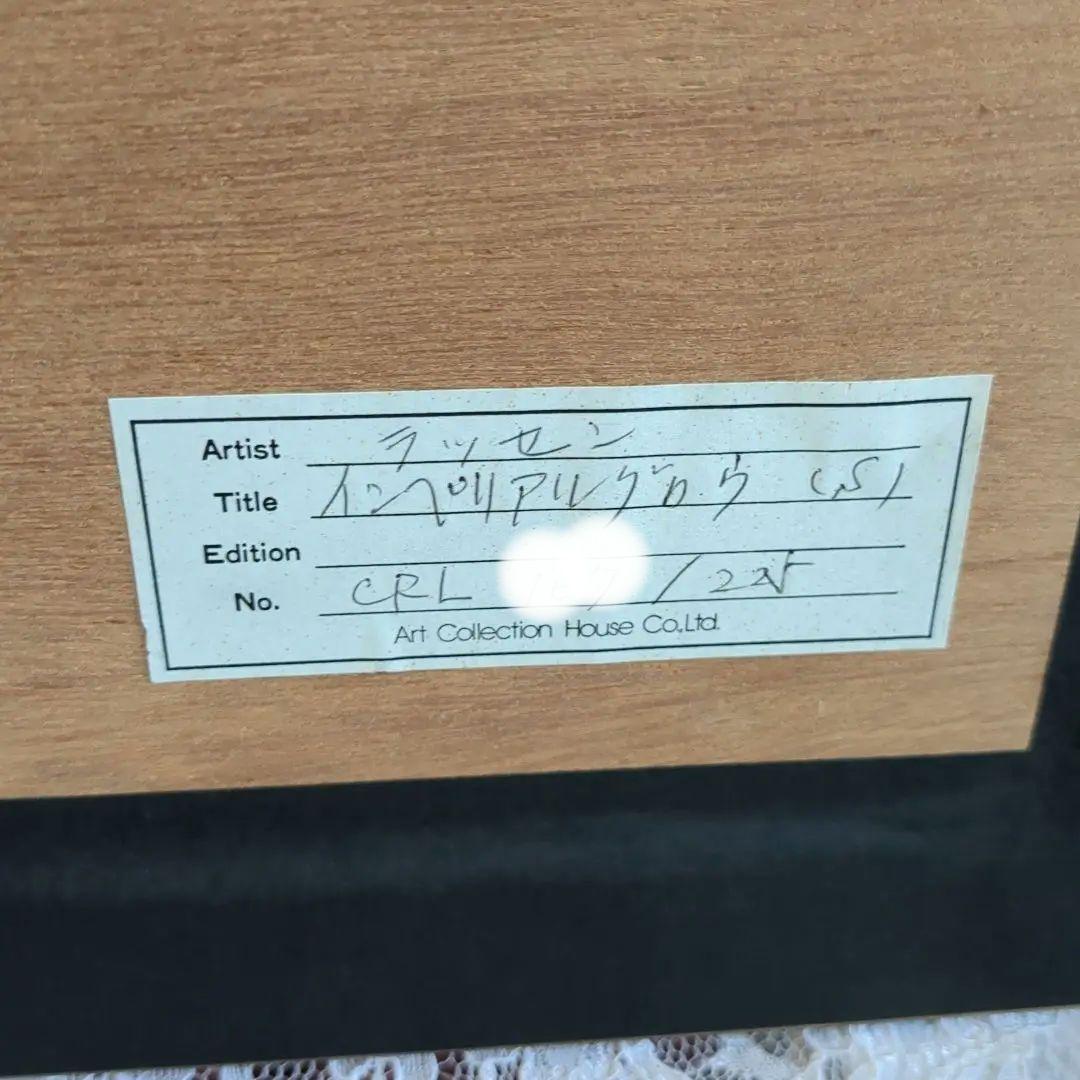 Artist ラッセン
Title インペリアルグロウ (S)
Edition
No. CRL /225
Art Collection House Co,.Ltd.